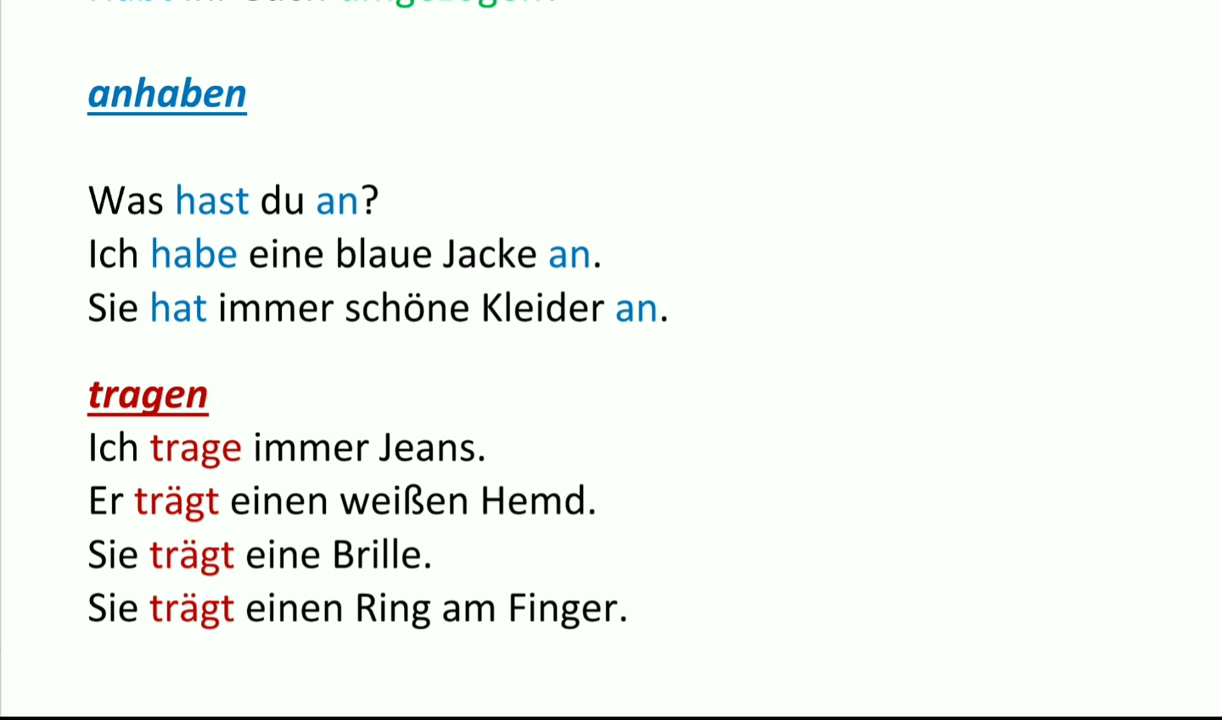 anhaben
Was hast du an?
Ich habe eine blaue Jacke an.
Sie hat immer schöne Kleider an.
tragen
Ich trage immer Jeans.
Er trägt einen weißen Hemd.
Sie trägt eine Brille.
Sie trägt einen Ring am Finger.